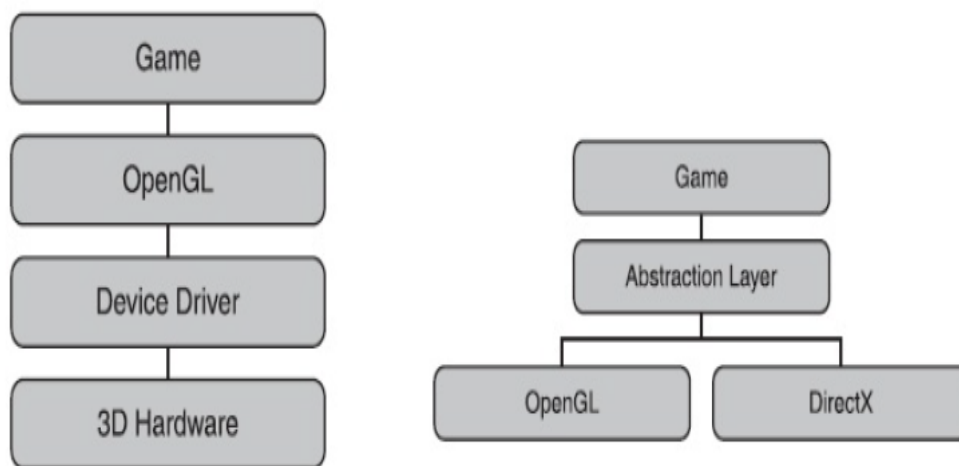 Game
OpenGL
Device Driver
3D Hardware
Game
Abstraction Layer
OpenGL
DirectX